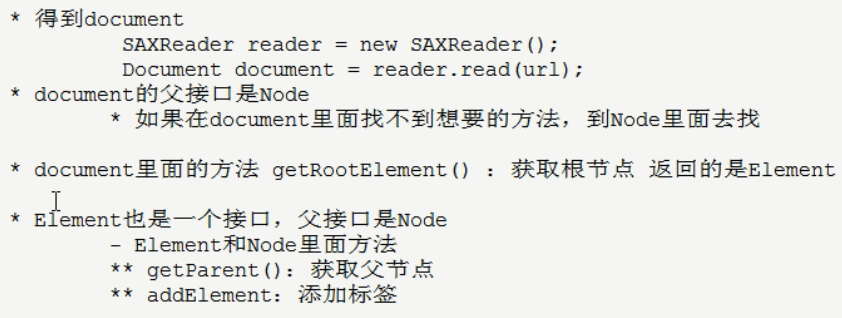 * 得到document
SAXReader reader = new SAXReader();
Document document = reader.read(url);
* document的父接口是Node
* 如果在document里面找不到想要的方法，到Node里面去找
* document里面的方法 getRootElement() ：获取根节点 返回的是Element
* Element也是一个接口，父接口是Node
- Element和Node里面方法
** getParent()：获取父节点
** addElement：添加标签